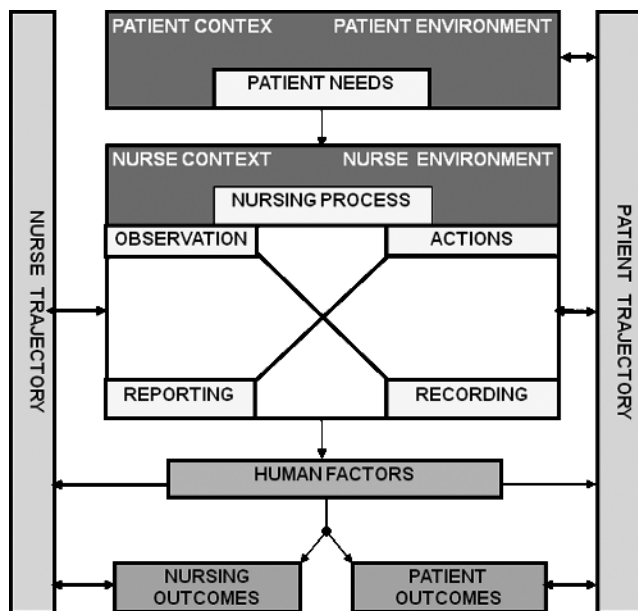 PATIENT CONTEX PATIENT ENVIRONMENT
PATIENT NEEDS
NURSE CONTEXT NURSE ENVIRONMENT
NURSING PROCESS
OBSERVATION ACTIONS
NURSE TRAJECTORY
PATIENT TRAJECTORY
REPORTING RECORDING
HUMAN FACTORS
NURSING
OUTCOMES
PATIENT
OUTCOMES